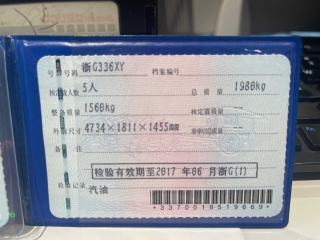 号牌号码 浙G336XY 档案编号
核定载人数 5人 总质量 1980kg
整备质量 1560kg 核定载质量 --
外廓尺寸 4734×1811×1455mm 准牵引总质量 --
检验有效期至2017 年06 月浙G(1)
检验记录
汽油
*3370018519669*